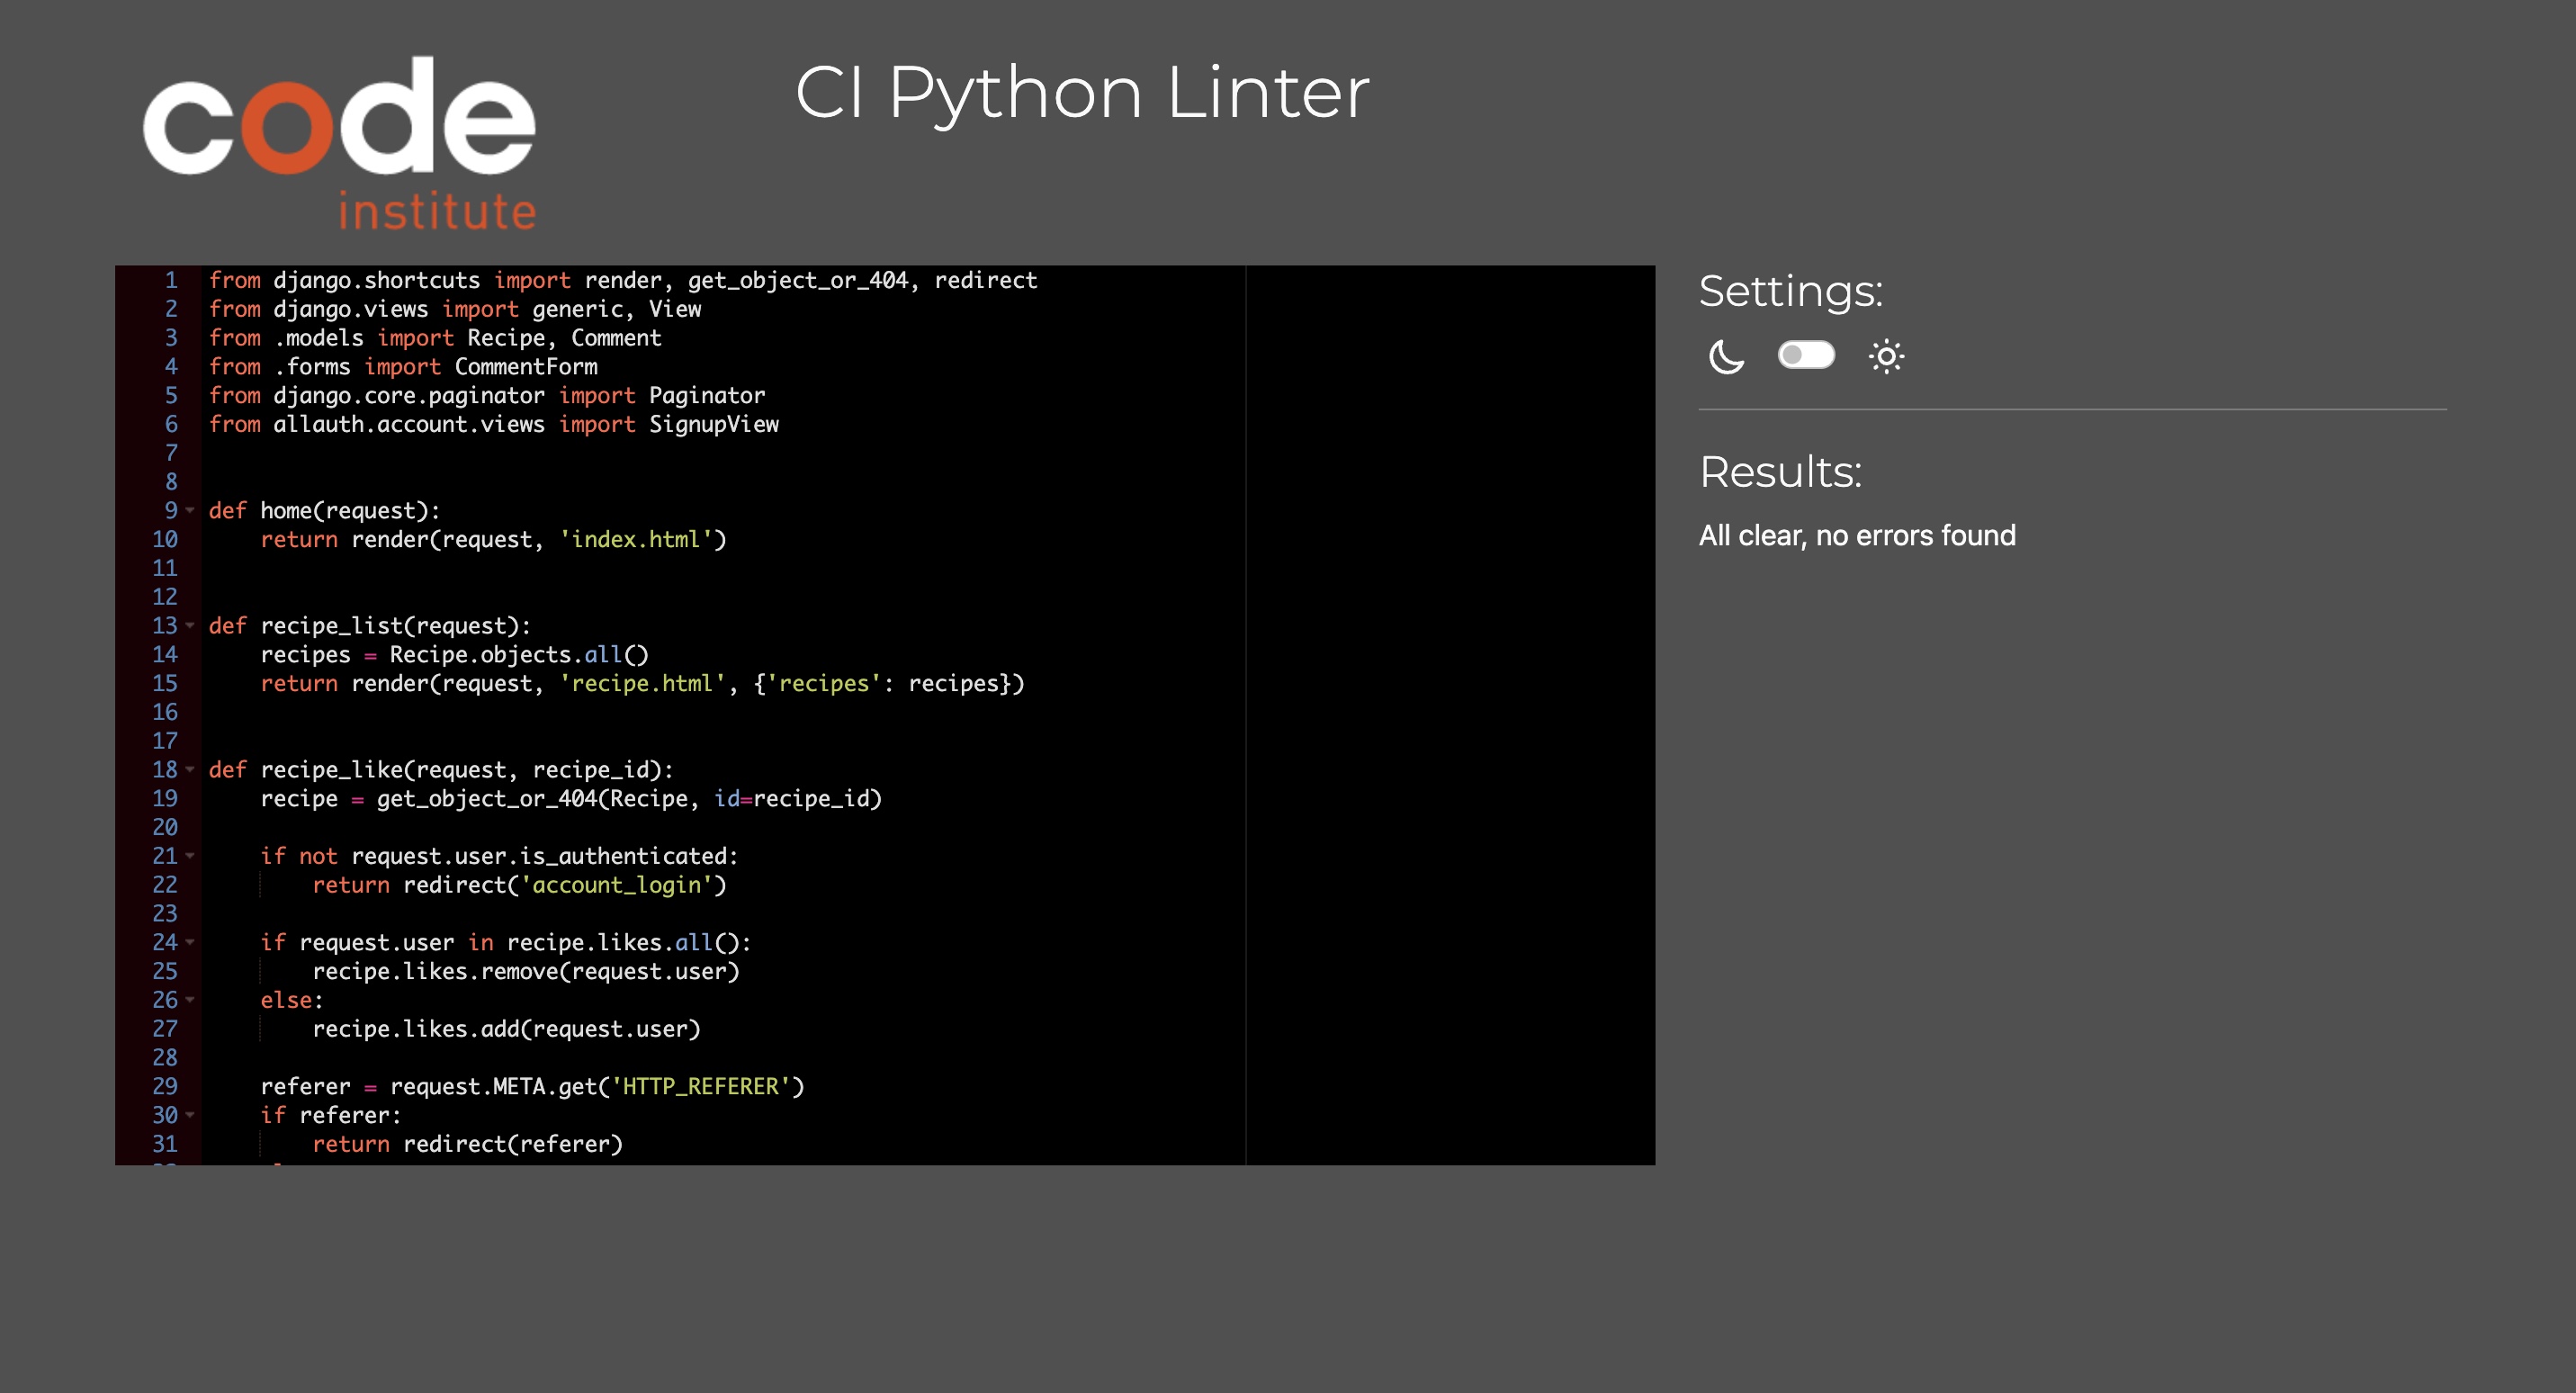 code
institute
CI Python Linter
1 from django.shortcuts import render, get_object_or_404, redirect
2 from django.views import generic, View
3 from .models import Recipe, Comment
4 from .forms import CommentForm
5 from django.core.paginator import Paginator
6 from allauth.account.views import SignupView
7
8
9 def home(request):
10     return render(request, 'index.html')
11
12
13 def recipe_list(request):
14     recipes = Recipe.objects.all()
15     return render(request, 'recipe.html', {'recipes': recipes})
16
17
18 def recipe_like(request, recipe_id):
19     recipe = get_object_or_404(Recipe, id=recipe_id)
20
21     if not request.user.is_authenticated:
22         return redirect('account_login')
23
24     if request.user in recipe.likes.all():
25         recipe.likes.remove(request.user)
26     else:
27         recipe.likes.add(request.user)
28
29     referer = request.META.get('HTTP_REFERER')
30     if referer:
31         return redirect(referer)
Settings:
Results:
All clear, no errors found